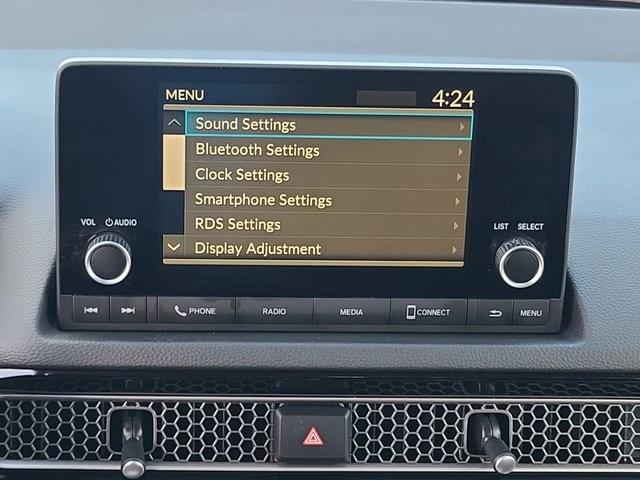 MENU 4:24
Sound Settings
Bluetooth Settings
Clock Settings
Smartphone Settings
RDS Settings
Display Adjustment
VOL AUDIO
LIST SELECT
PHONE RADIO MEDIA CONNECT MENU